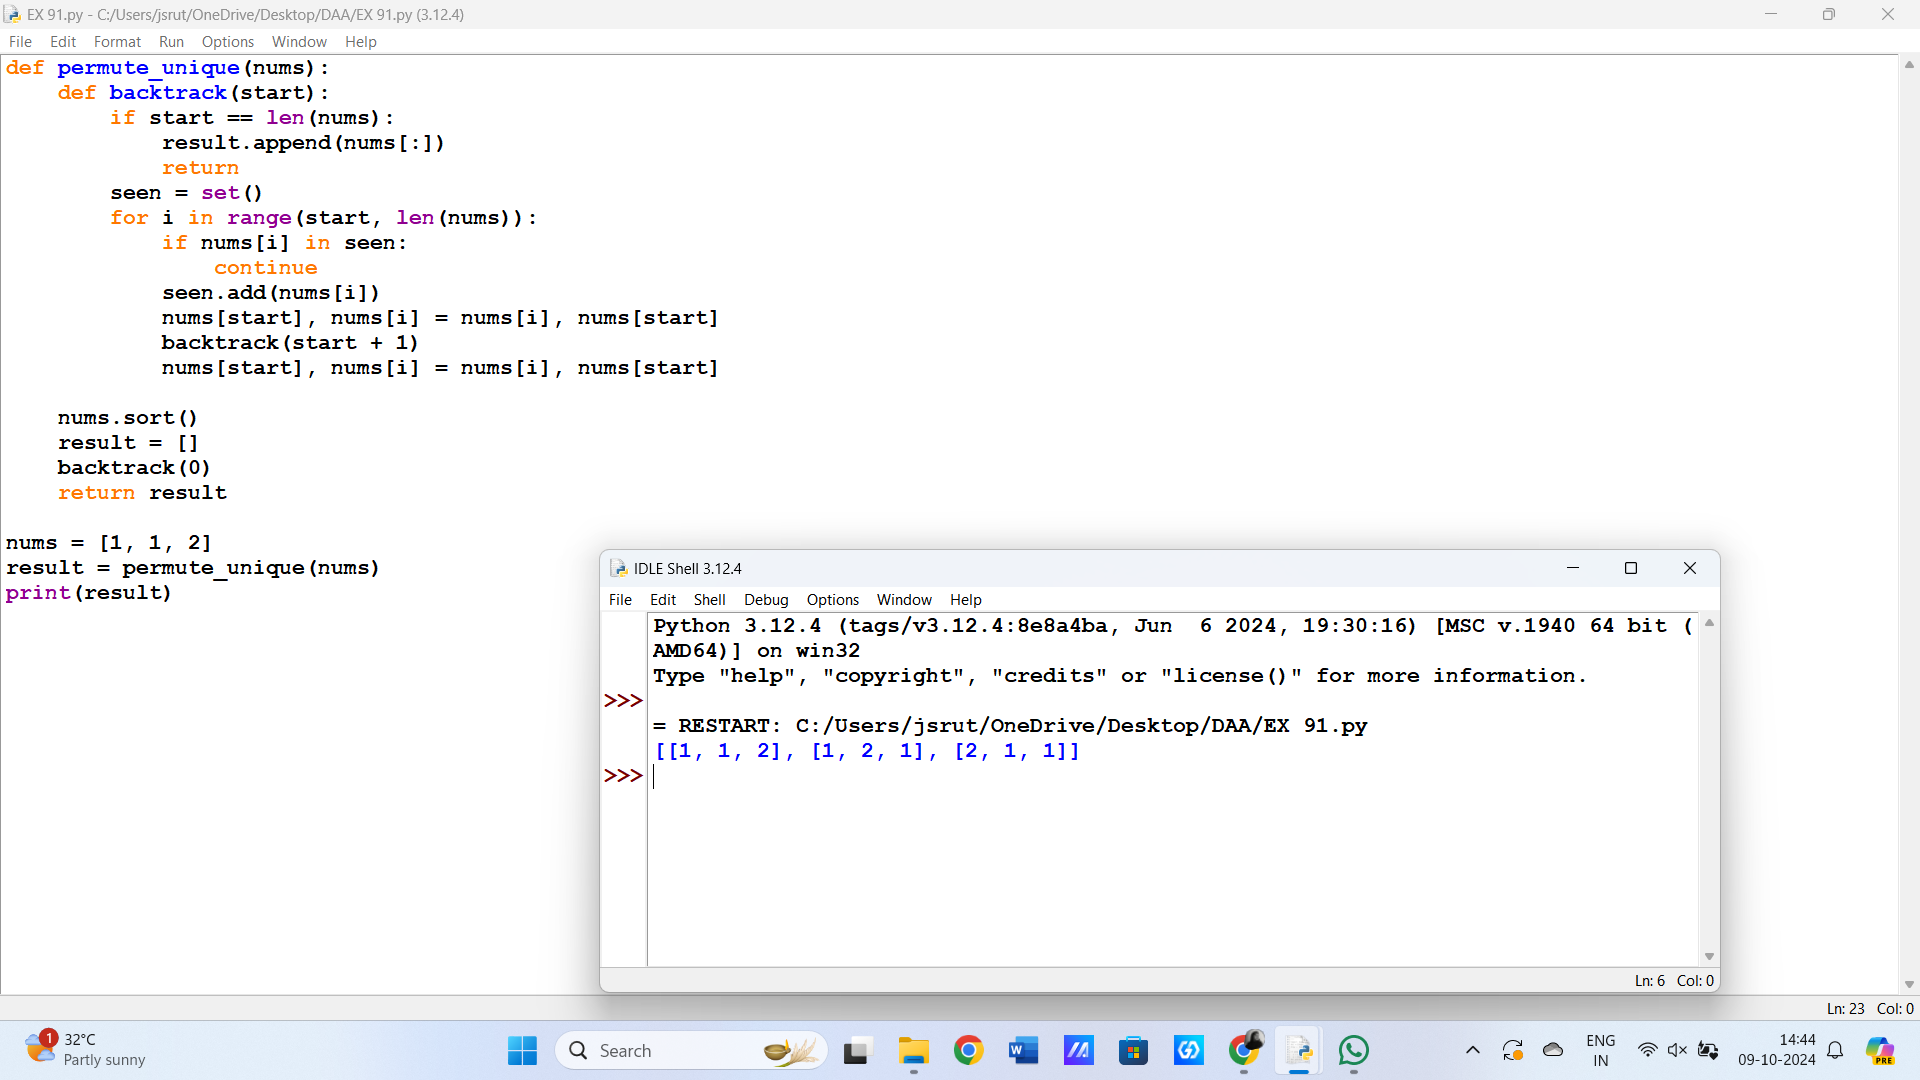 EX 91.py - C:/Users/jsrut/OneDrive/Desktop/DAA/EX 91.py (3.12.4)
File Edit Format Run Options Window Help
def permute_unique(nums):
    def backtrack(start):
        if start == len(nums):
            result.append(nums[:])
            return
        seen = set()
        for i in range(start, len(nums)):
            if nums[i] in seen:
                continue
            seen.add(nums[i])
            nums[start], nums[i] = nums[i], nums[start]
            backtrack(start + 1)
            nums[start], nums[i] = nums[i], nums[start]
    nums.sort()
    result = []
    backtrack(0)
    return result
nums = [1, 1, 2]
result = permute_unique(nums)
print(result)
IDLE Shell 3.12.4
File Edit Shell Debug Options Window Help
Python 3.12.4 (tags/v3.12.4:8e8a4ba, Jun  6 2024, 19:30:16) [MSC v.1940 64 bit (
AMD64)] on win32
Type "help", "copyright", "credits" or "license()" for more information.
>>>
= RESTART: C:/Users/jsrut/OneDrive/Desktop/DAA/EX 91.py
[[1, 1, 2], [1, 2, 1], [2, 1, 1]]
>>>
Ln: 6 Col: 0
Ln: 23 Col: 0
1 32°C
Partly sunny
Search
W
PRE
ENG
IN
14:44
09-10-2024